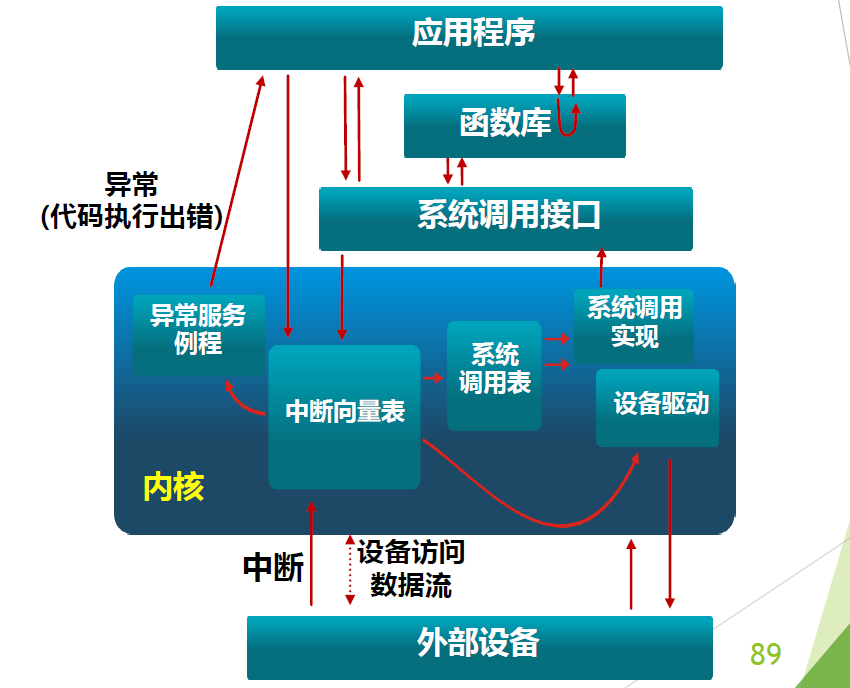 应用程序
函数库
异常
(代码执行出错)
系统调用接口
异常服务
例程
系统调用
实现
系统
调用表
中断向量表
设备驱动
内核
中断
设备访问
数据流
外部设备
89